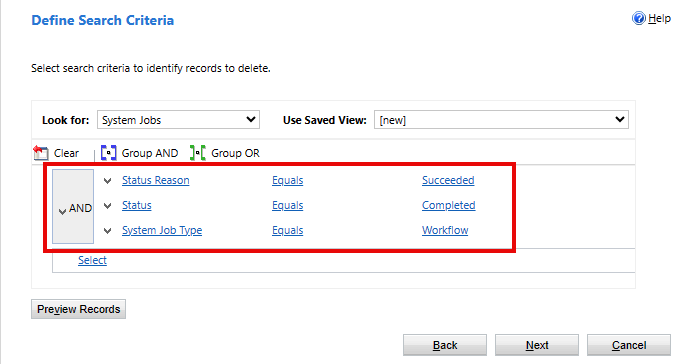 Define Search Criteria
Help
Select search criteria to identify records to delete.
Look for: System Jobs Use Saved View: [new]
Clear Group AND Group OR
AND Status Reason Equals Succeeded
Status Equals Completed
System Job Type Equals Workflow
Select
Preview Records
Back Next Cancel